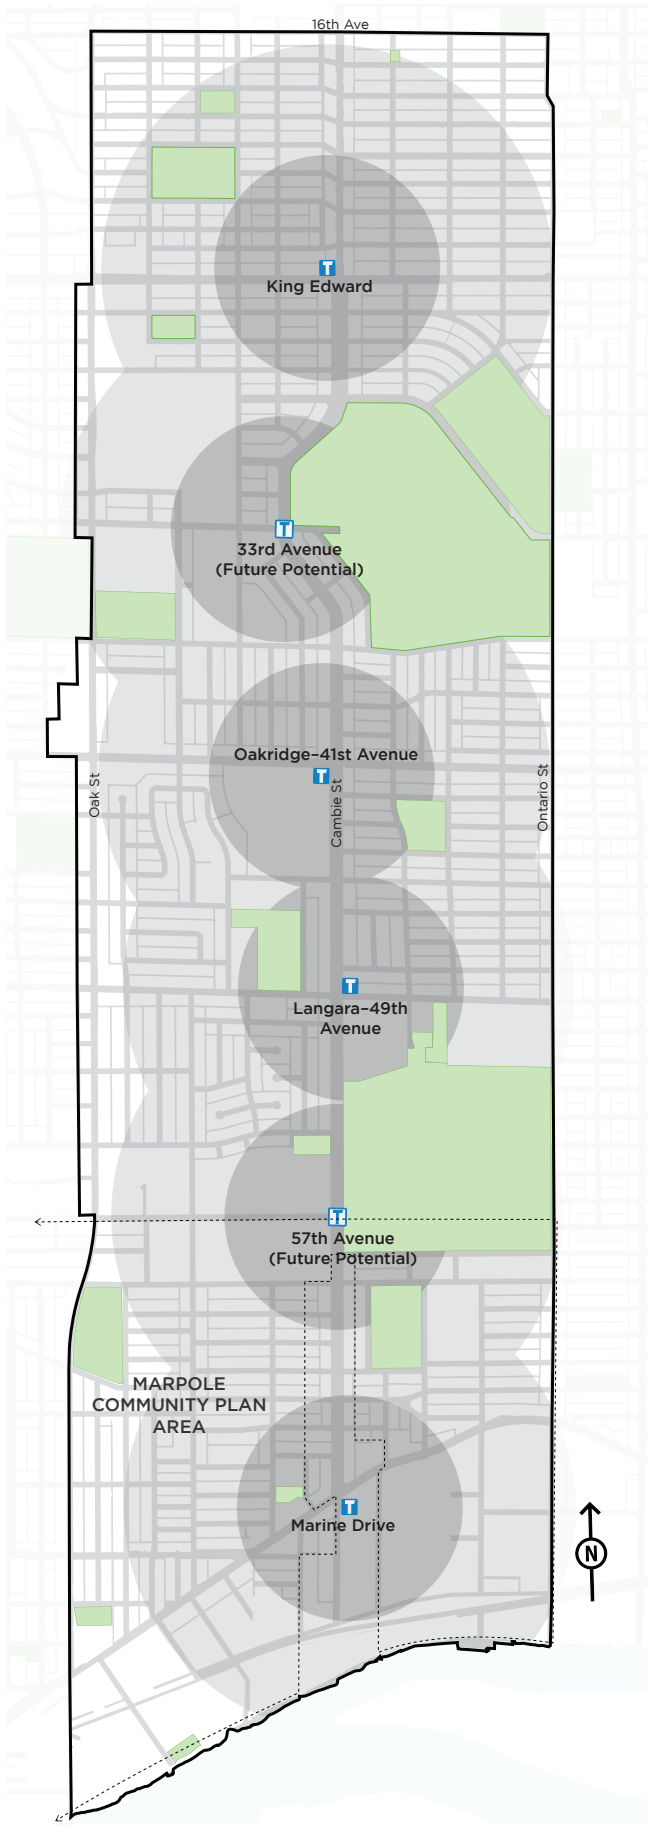 16th Ave
T
King Edward
T
33rd Avenue
(Future Potential)
Oakridge–41st Avenue
T
Oak St
Cambie St
Ontario St
T
Langara–49th
Avenue
T
57th Avenue
(Future Potential)
MARPOLE
COMMUNITY PLAN
AREA
T
Marine Drive
N